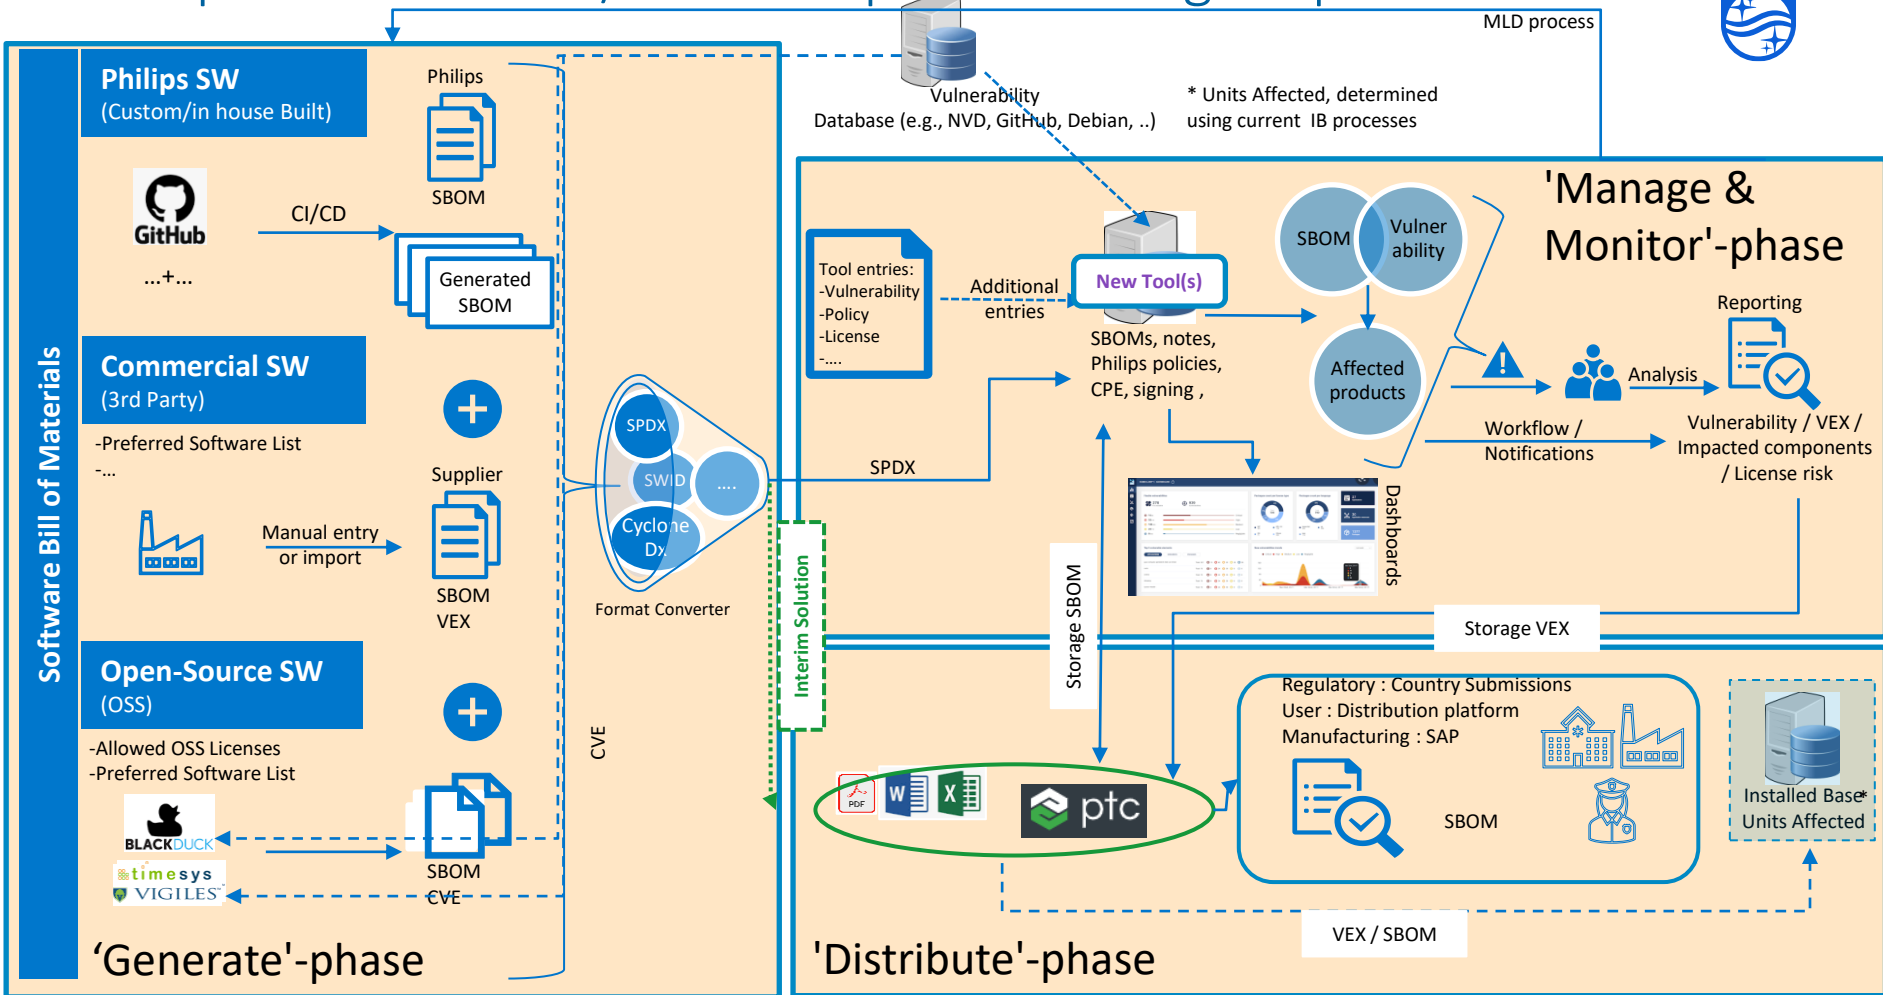 MLD process
Software Bill of Materials
Philips SW
(Custom/in house Built)
Philips
SBOM
GitHub
...+...
CI/CD
Generated
SBOM
Commercial SW
(3rd Party)
-Preferred Software List
-...
Manual entry
or import
Supplier
SBOM
VEX
Open-Source SW
(OSS)
-Allowed OSS Licenses
-Preferred Software List
BLACKDUCK
timesys
VIGILES
SBOM
CVE
'Generate'-phase
CVE
SPDX
SWID
....
Cyclone
Dx
Format Converter
Vulnerability
Database (e.g., NVD, GitHub, Debian, ..)
* Units Affected, determined
using current IB processes
'Manage &
Monitor'-phase
Tool entries:
-Vulnerability
-Policy
-License
-....
Additional
entries
New Tool(s)
SBOMs, notes,
Philips policies,
CPE, signing ,
SPDX
SBOM
Vulner
ability
Affected
products
Analysis
Reporting
Workflow /
Notifications
Vulnerability / VEX /
Impacted components
/ License risk
Dashboards
Interim Solution
Storage SBOM
Storage VEX
PDF
W
X
ptc
Regulatory : Country Submissions
User : Distribution platform
Manufacturing : SAP
SBOM
Installed Base*
Units Affected
VEX / SBOM
'Distribute'-phase